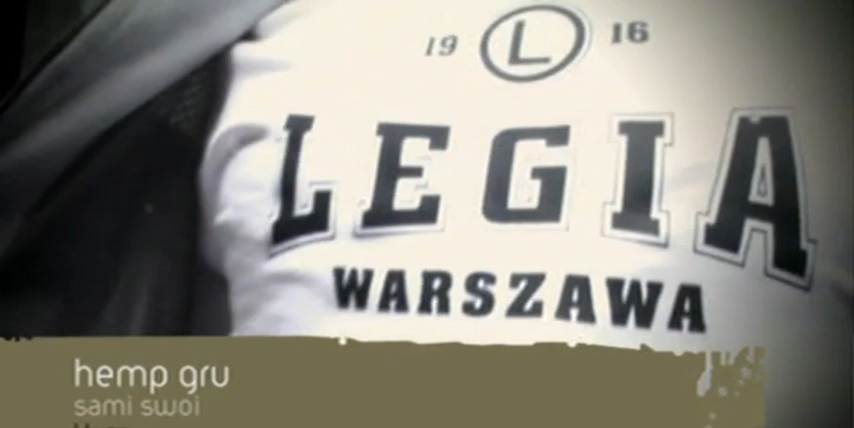 19 L 16
LEGIA
WARSZAWA
hemp gru
sami swoi